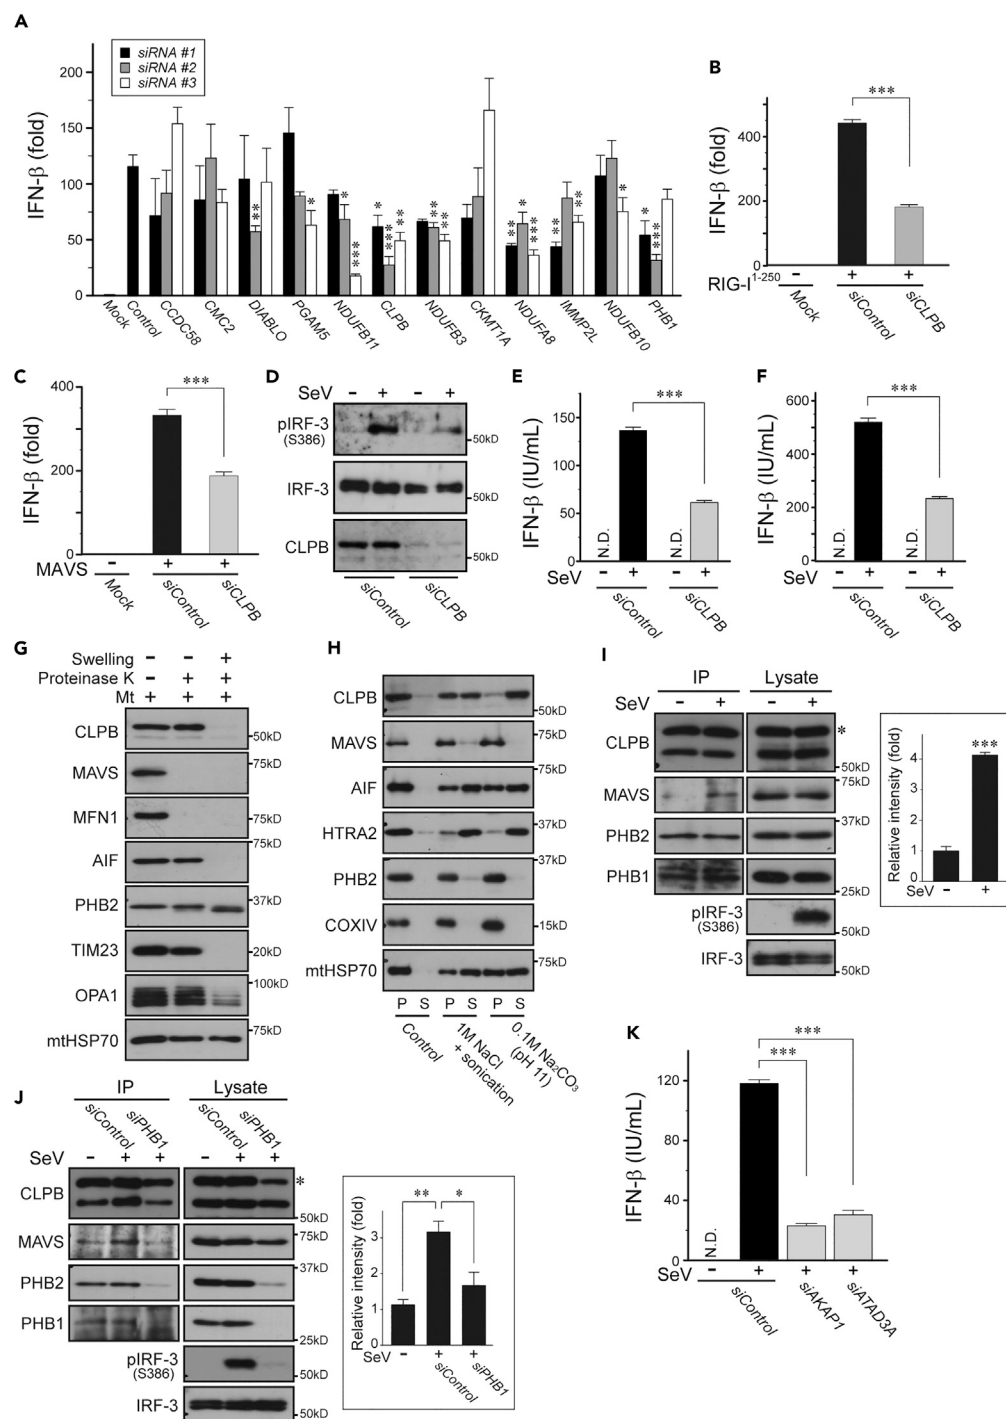 A
IFN-β (fold)
200
150
100
50
0
siRNA #1
siRNA #2
siRNA #3
** * * *** * *** ** ** ** ** * *** ** ** * * ***
Mock Control CCDC58 CMC2 DIABLO PGAM5 NDUFB11 CLPB NDUFB3 CKMT1A NDUFA8 IMMP2L NDUFB10 PHB1
B
IFN-β (fold)
400
200
0
***
RIG-I1-250 – + +
Mock siControl siCLPB
C
IFN-β (fold)
400
200
0
***
MAVS – + +
Mock siControl siCLPB
D
SeV – + – +
pIRF-3
(S386)
50kD
IRF-3
50kD
CLPB
50kD
siControl siCLPB
E
IFN-β (IU/mL)
150
100
50
0
***
N.D. N.D.
SeV – + – +
siControl siCLPB
F
IFN-β (IU/mL)
600
400
200
0
***
N.D. N.D.
SeV – + – +
siControl siCLPB
G
Swelling – – +
Proteinase K – + +
Mt + + +
CLPB
50kD
MAVS
75kD
MFN1
75kD
AIF
PHB2
37kD
TIM23
20kD
OPA1
100kD
mtHSP70
75kD
H
CLPB
50kD
MAVS
75kD
AIF
HTRA2
37kD
PHB2
37kD
COXIV
15kD
mtHSP70
75kD
P S P S P S
Control
1M NaCl
+ sonication
0.1M Na2CO3
(pH 11)
I
IP Lysate
SeV – + – +
CLPB
*
50kD
MAVS
75kD
PHB2
37kD
PHB1
25kD
pIRF-3
(S386)
50kD
IRF-3
50kD
Relative intensity (fold)
4
2
1
0
***
SeV – +
J
IP Lysate
siControl siPHB1 siControl siPHB1
SeV – + + – + +
CLPB
*
50kD
MAVS
75kD
PHB2
37kD
PHB1
25kD
pIRF-3
(S386)
50kD
IRF-3
50kD
Relative intensity (fold)
3
2
1
0
** *
SeV – + +
siControl siPHB1
K
IFN-β (IU/mL)
120
80
40
0
***
***
N.D.
SeV – + + +
siControl siAKAP1 siATAD3A